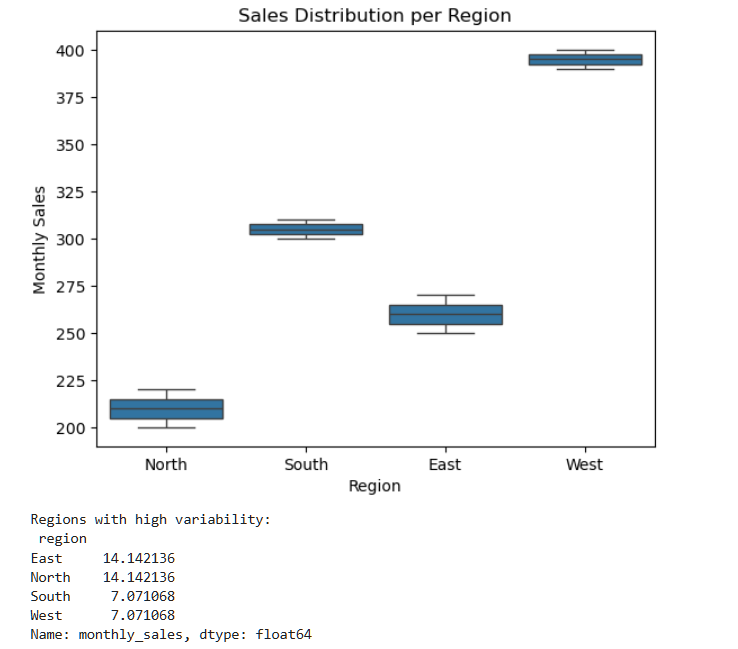 Sales Distribution per Region
400
375
350
325
300
275
250
225
200
Monthly Sales
North South East West
Region
Regions with high variability:
region
East 14.142136
North 14.142136
South 7.071068
West 7.071068
Name: monthly_sales, dtype: float64